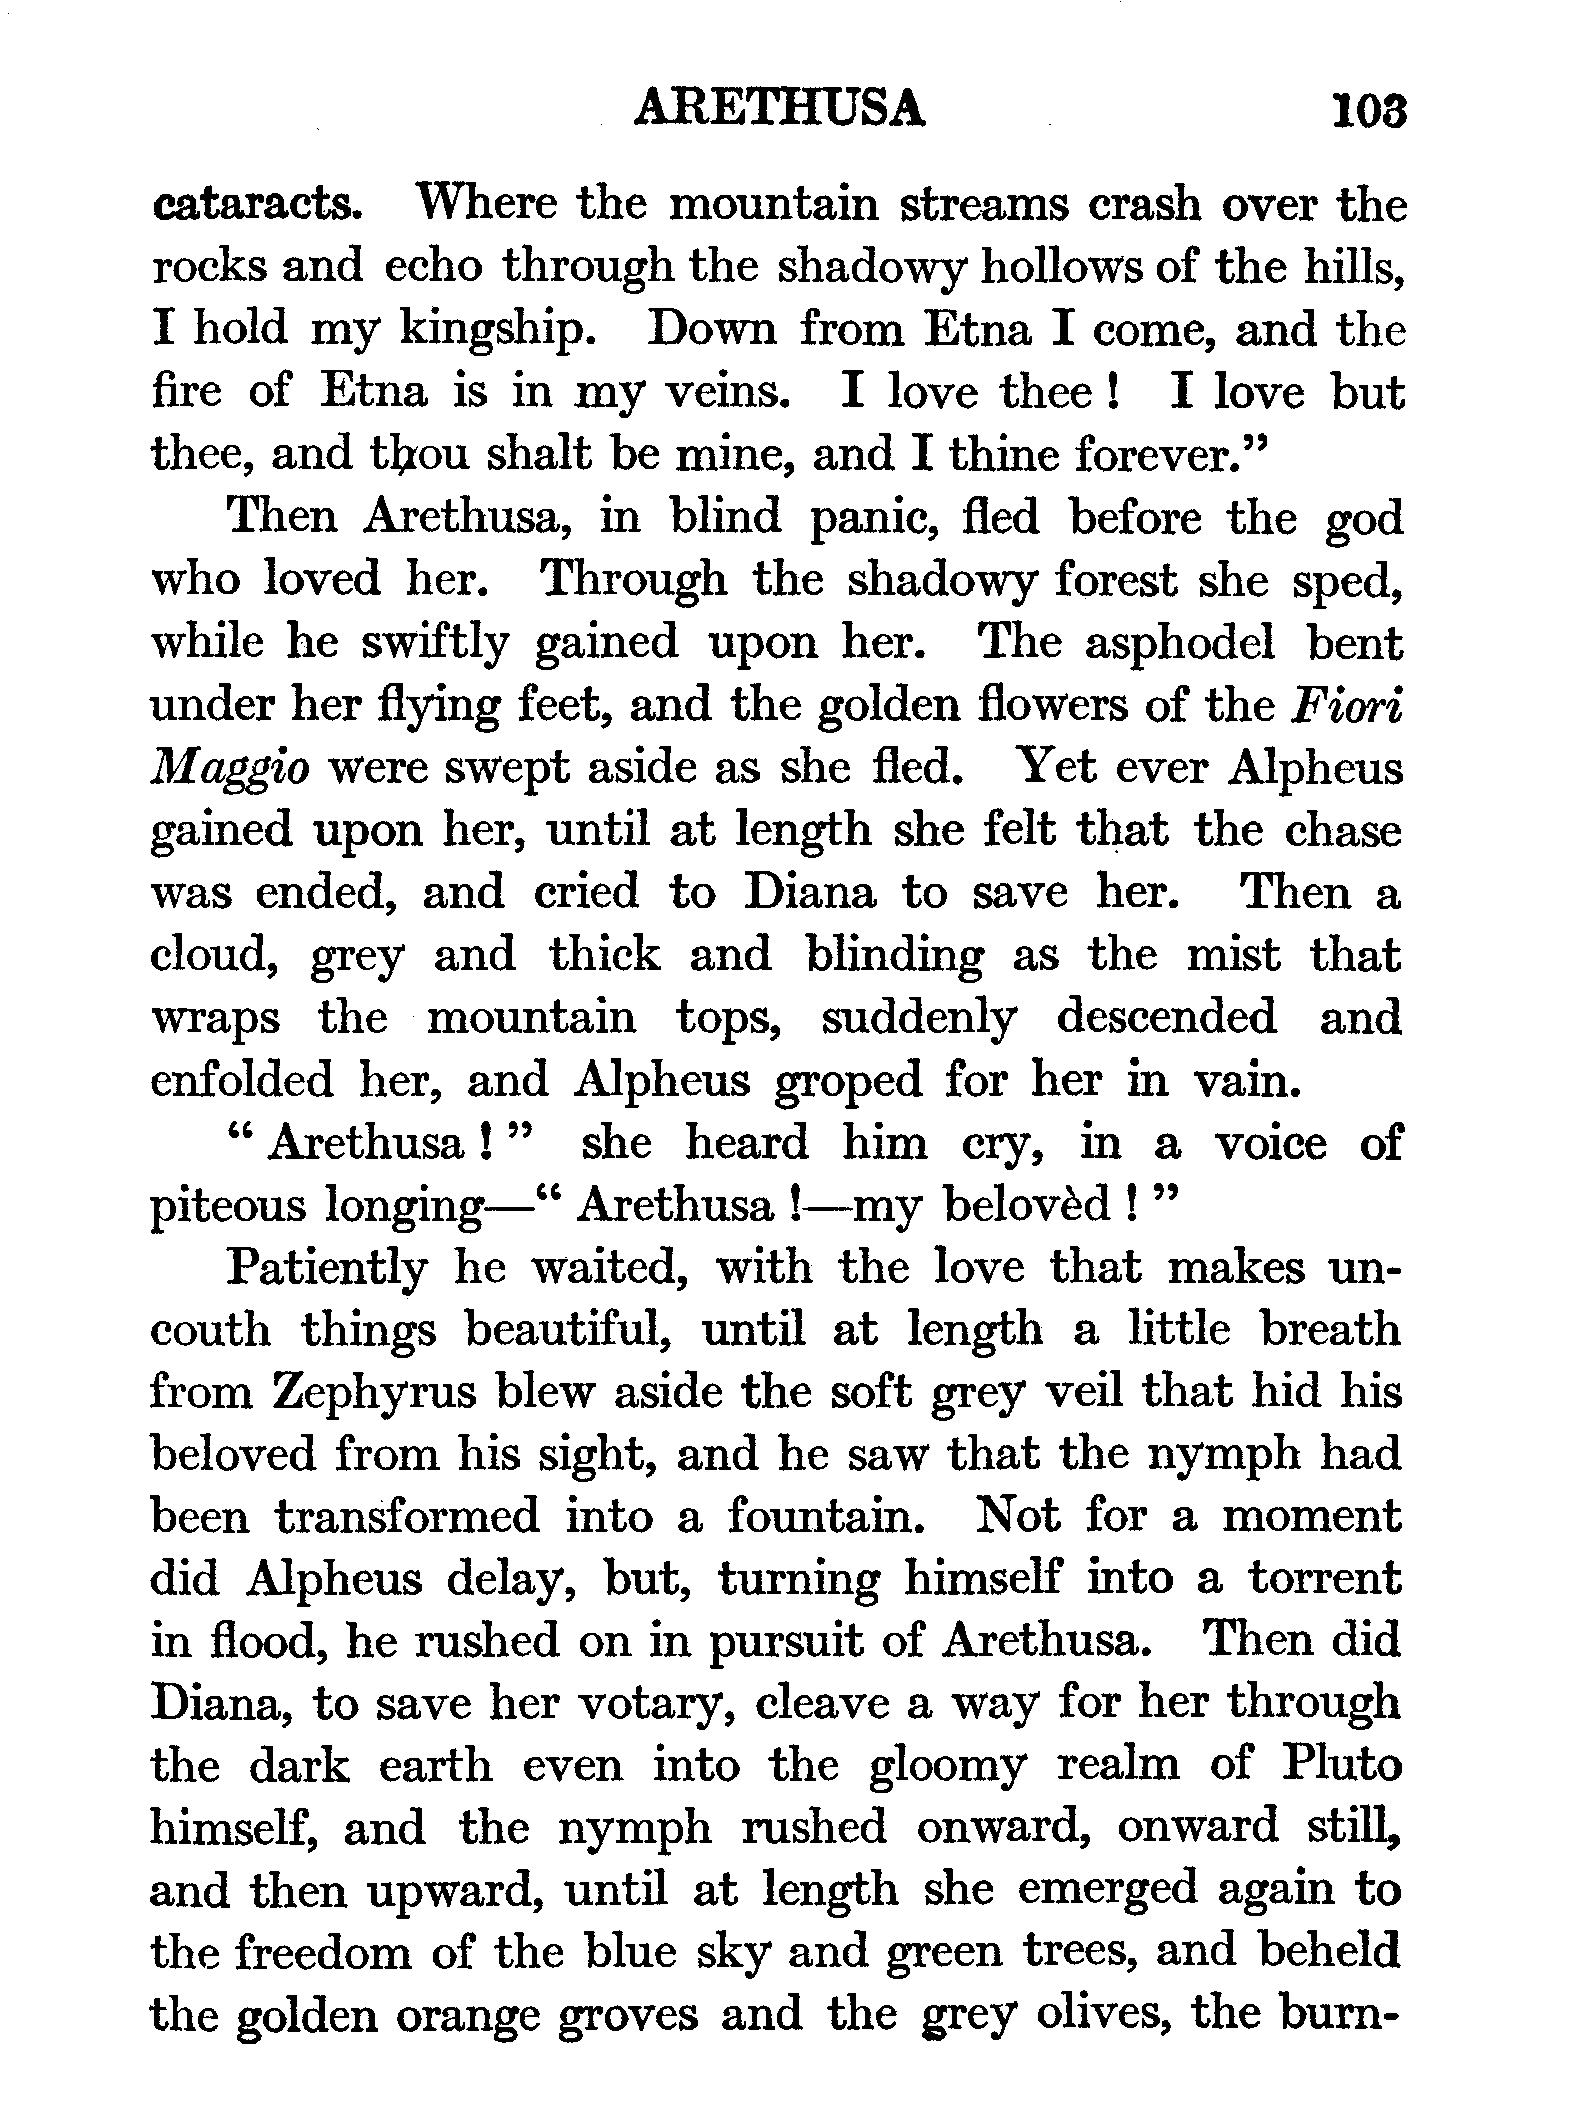 ARETHUSA 103
cataracts. Where the mountain streams crash over the
rocks and echo through the shadowy hollows of the hills,
I hold my kingship. Down from Etna I come, and the
fire of Etna is in my veins. I love thee ! I love but
thee, and thou shalt be mine, and I thine forever.”
Then Arethusa, in blind panic, fled before the god
who loved her. Through the shadowy forest she sped,
while he swiftly gained upon her. The asphodel bent
under her flying feet, and the golden flowers of the Fiori
Maggio were swept aside as she fled. Yet ever Alpheus
gained upon her, until at length she felt that the chase
was ended, and cried to Diana to save her. Then a
cloud, grey and thick and blinding as the mist that
wraps the mountain tops, suddenly descended and
enfolded her, and Alpheus groped for her in vain.
“ Arethusa ! ” she heard him cry, in a voice of
piteous longing—“ Arethusa !—my belovèd ! ”
Patiently he waited, with the love that makes un-
couth things beautiful, until at length a little breath
from Zephyrus blew aside the soft grey veil that hid his
beloved from his sight, and he saw that the nymph had
been transformed into a fountain. Not for a moment
did Alpheus delay, but, turning himself into a torrent
in flood, he rushed on in pursuit of Arethusa. Then did
Diana, to save her votary, cleave a way for her through
the dark earth even into the gloomy realm of Pluto
himself, and the nymph rushed onward, onward still,
and then upward, until at length she emerged again to
the freedom of the blue sky and green trees, and beheld
the golden orange groves and the grey olives, the burn-